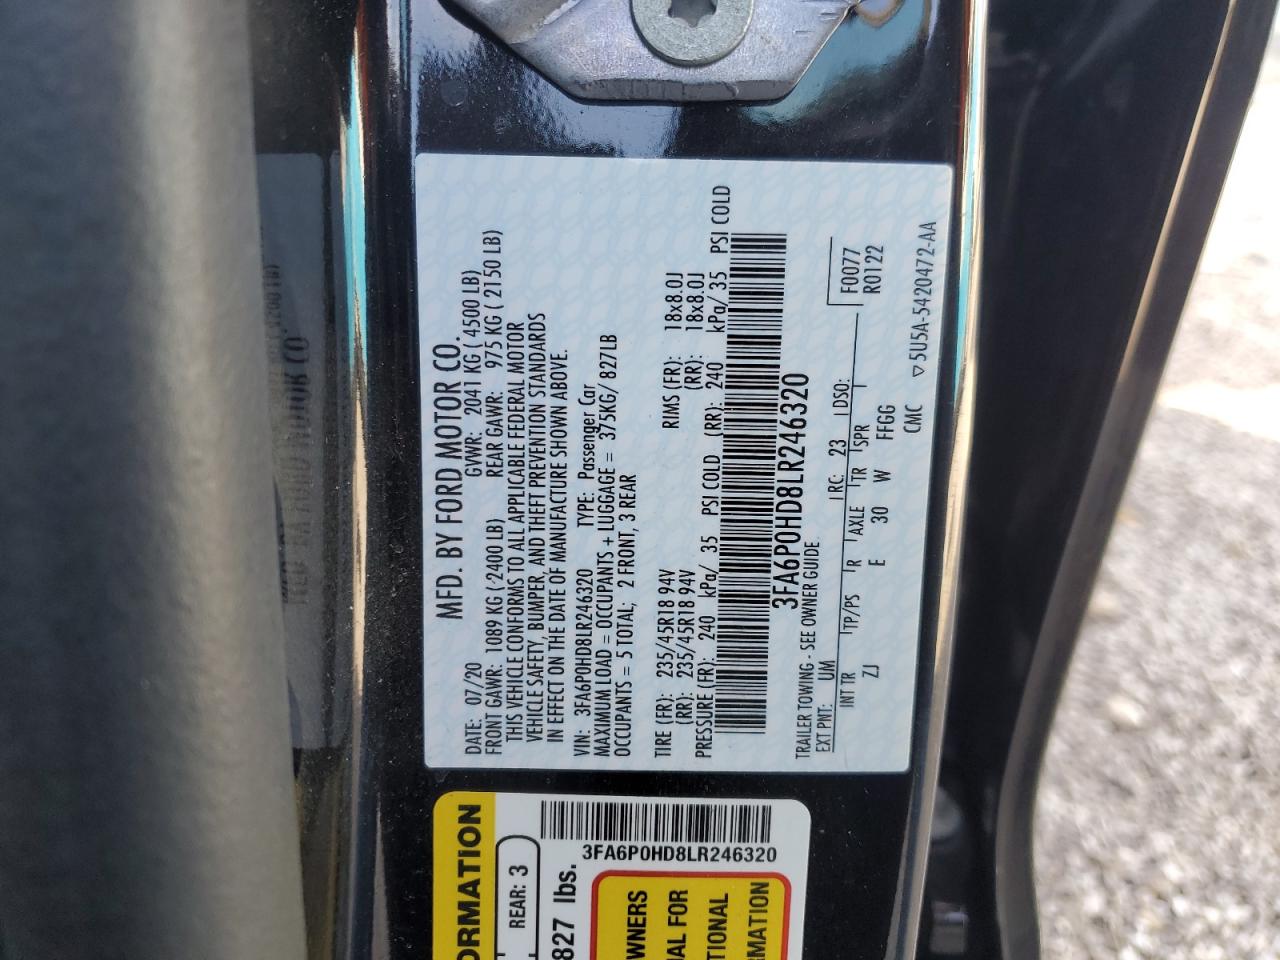 MFD. BY FORD MOTOR CO.
DATE: 07/20 GVWR: 2041 KG ( 4500 LB)
FRONT GAWR: 1089 KG ( 2400 LB) REAR GAWR: 975 KG ( 2150 LB)
THIS VEHICLE CONFORMS TO ALL APPLICABLE FEDERAL MOTOR
VEHICLE SAFETY, BUMPER, AND THEFT PREVENTION STANDARDS
IN EFFECT ON THE DATE OF MANUFACTURE SHOWN ABOVE.
VIN: 3FA6P0HD8LR246320 TYPE: Passenger Car
MAXIMUM LOAD = OCCUPANTS + LUGGAGE = 375KG/ 827LB
OCCUPANTS = 5 TOTAL; 2 FRONT, 3 REAR
TIRE (FR): 235/45R18 94V RIMS (FR): 18x8.0J
(RR): 235/45R18 94V (RR): 18x8.0J
PRESSURE (FR): 240 kPa/ 35 PSI COLD (RR): 240 kPa/ 35 PSI COLD
3FA6P0HD8LR246320
TRAILER TOWING - SEE OWNER GUIDE
EXT PNT: UM RC: 23 DSO: F0077
R0122
INT TR TP/PS R AXLE TR SPR
ZJ E 30 W FFGG
CMC ▽5U5A-5420472-AA
ORMATION
REAR: 3
827 lbs.
3FA6P0HD8LR246320
WNERS
AL FOR
TIONAL
RMATION